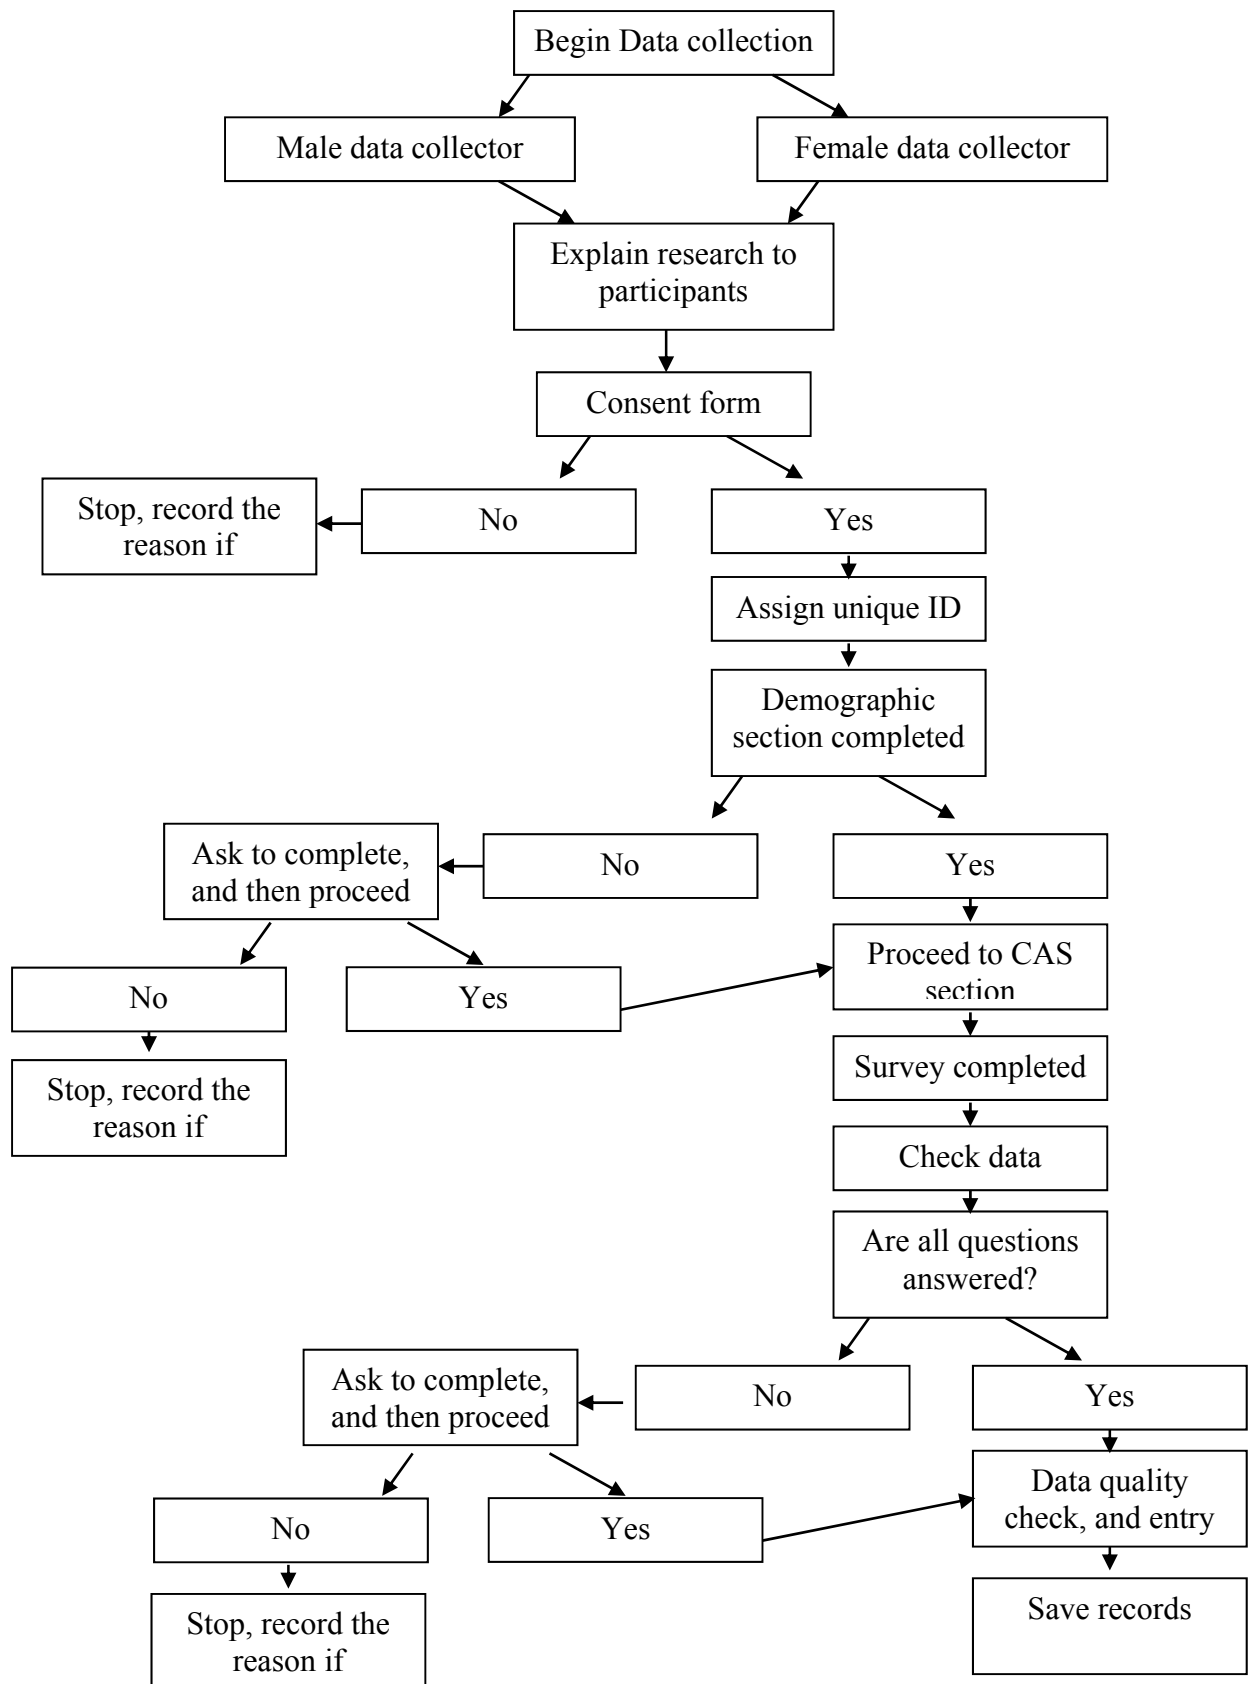 Begin Data collection
Male data collector
Female data collector
Explain research to
participants
Consent form
Stop, record the
reason if
No
Yes
Assign unique ID
Demographic
section completed
Ask to complete,
and then proceed
No
Yes
No
Yes
Proceed to CAS
section
Stop, record the
reason if
Survey completed
Check data
Are all questions
answered?
Ask to complete,
and then proceed
No
Yes
No
Yes
Data quality
check, and entry
Stop, record the
reason if
Save records